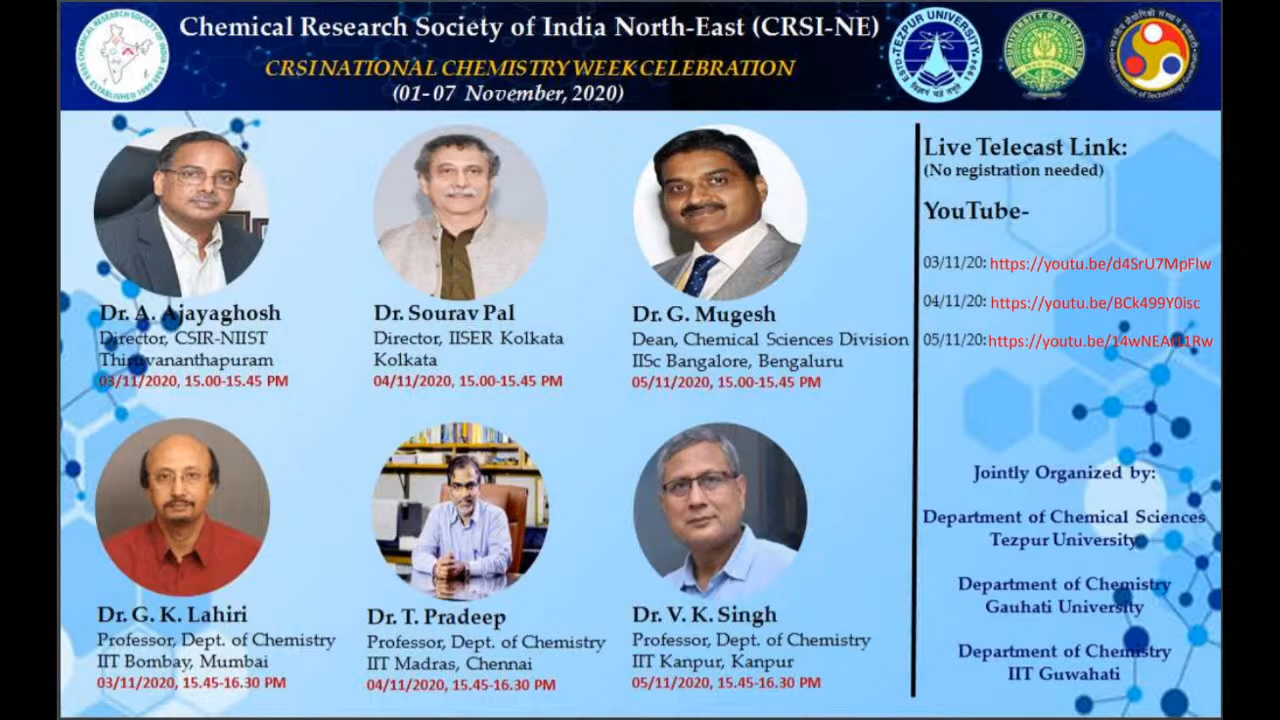 Chemical Research Society of India North-East (CRSI-NE)
CRSI NATIONAL CHEMISTRY WEEK CELEBRATION
(01-07 November, 2020)
TEZPUR UNIVERSITY
ESTD. 1994
Dr. A. Ajayaghosh
Director, CSIR-NIIST
Thiruvananthapuram
03/11/2020, 15.00-15.45 PM
Dr. Sourav Pal
Director, IISER Kolkata
Kolkata
04/11/2020, 15.00-15.45 PM
Dr. G. Mugesh
Dean, Chemical Sciences Division
IISc Bangalore, Bengaluru
05/11/2020, 15.00-15.45 PM
Dr. G. K. Lahiri
Professor, Dept. of Chemistry
IIT Bombay, Mumbai
03/11/2020, 15.45-16.30 PM
Dr. T. Pradeep
Professor, Dept. of Chemistry
IIT Madras, Chennai
04/11/2020, 15.45-16.30 PM
Dr. V. K. Singh
Professor, Dept. of Chemistry
IIT Kanpur, Kanpur
05/11/2020, 15.45-16.30 PM
Live Telecast Link:
(No registration needed)
YouTube-
03/11/20: https://youtu.be/d4SrU7MpFlw
04/11/20: https://youtu.be/BCk499Y0isc
05/11/20:
Jointly Organized by:
Department of Chemical Sciences
Tezpur University
Department of Chemistry
Gauhati University
Department of Chemistry
IIT Guwahati